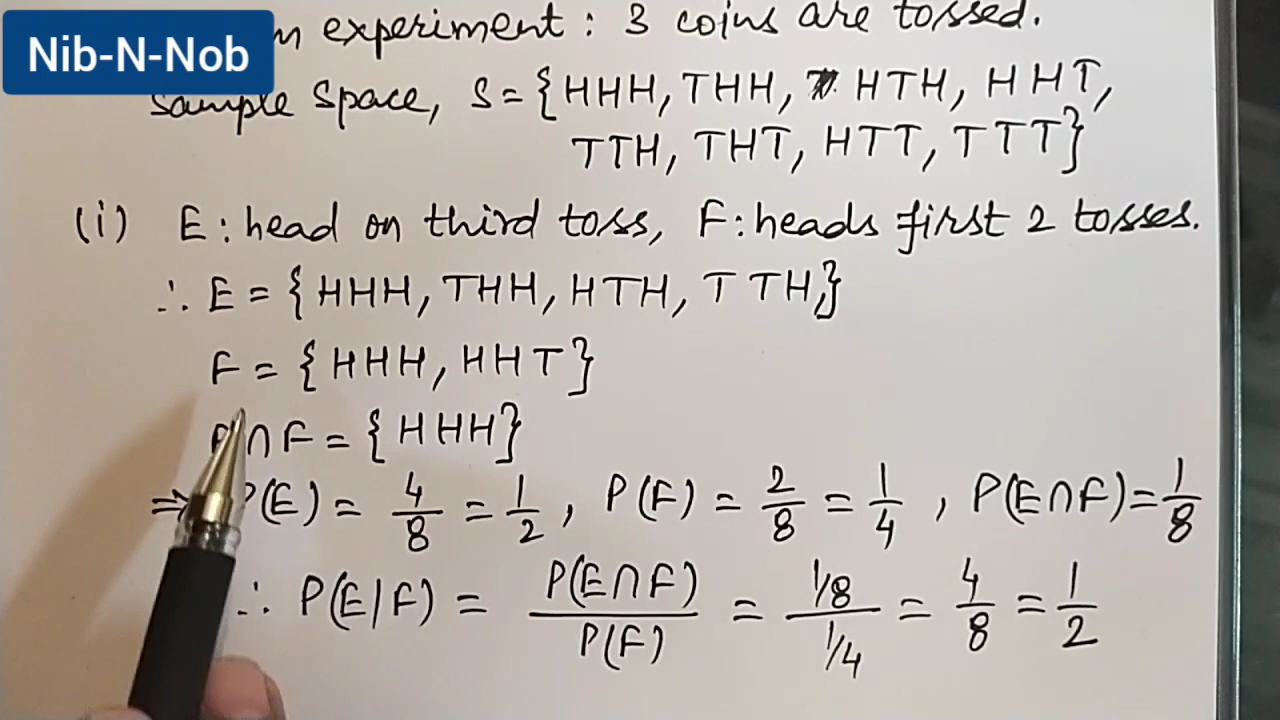 Nib-N-Nob
experiment : 3 coins are tossed.
Sample space, S = {HHH, THH, HTH, HHT,
TTH, THT, HTT, TTT}
(i) E : head on third toss, F : heads first 2 tosses.
∴ E = {HHH, THH, HTH, TTH,}
F = {HHH, HHT}
∩ F = {HHH}
⇒ P(E) = 4/8 = 1/2 , P(F) = 2/8 = 1/4 , P(E∩F) = 1/8
∴ P(E|F) = P(E∩F)/P(F) = 1/8 / 1/4 = 4/8 = 1/2